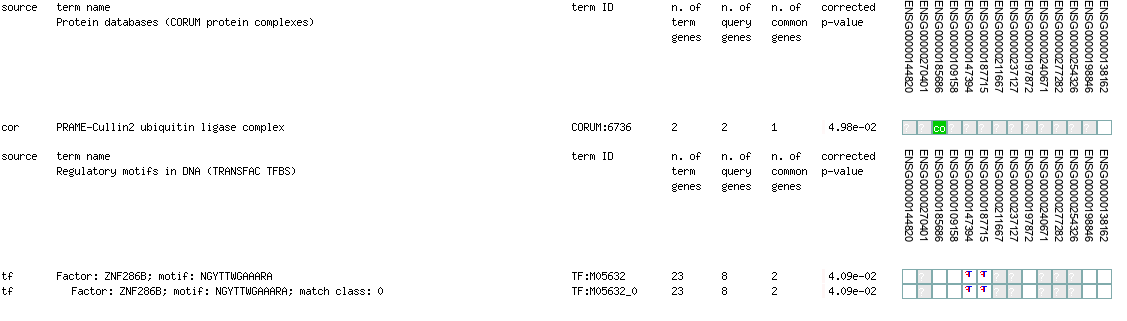 source term name term ID n. of n. of n. of corrected
Protein databases (CORUM protein complexes) term query common p-value
genes genes genes
ENSG00000144820 ENSG00000270401 ENSG00000185686 ENSG00000109158 ENSG00000147394 ENSG00000187715 ENSG00000211667 ENSG00000237127 ENSG00000197872 ENSG00000240671 ENSG00000277282 ENSG00000254326 ENSG00000198846 ENSG00000138162
cor PRAME-Cullin2 ubiquitin ligase complex CORUM:6736 2 2 1 4.98e-02 ? ? co ? ? ? ? ? ? ? ? ? ?
source term name term ID n. of n. of n. of corrected
Regulatory motifs in DNA (TRANSFAC TFBS) term query common p-value
genes genes genes
ENSG00000144820 ENSG00000270401 ENSG00000185686 ENSG00000109158 ENSG00000147394 ENSG00000187715 ENSG00000211667 ENSG00000237127 ENSG00000197872 ENSG00000240671 ENSG00000277282 ENSG00000254326 ENSG00000198846 ENSG00000138162
tf Factor: ZNF286B; motif: NGYTTWGAAARA TF:M05632 23 8 2 4.09e-02
tf Factor: ZNF286B; motif: NGYTTWGAAARA; match class: 0 TF:M05632_0 23 8 2 4.09e-02